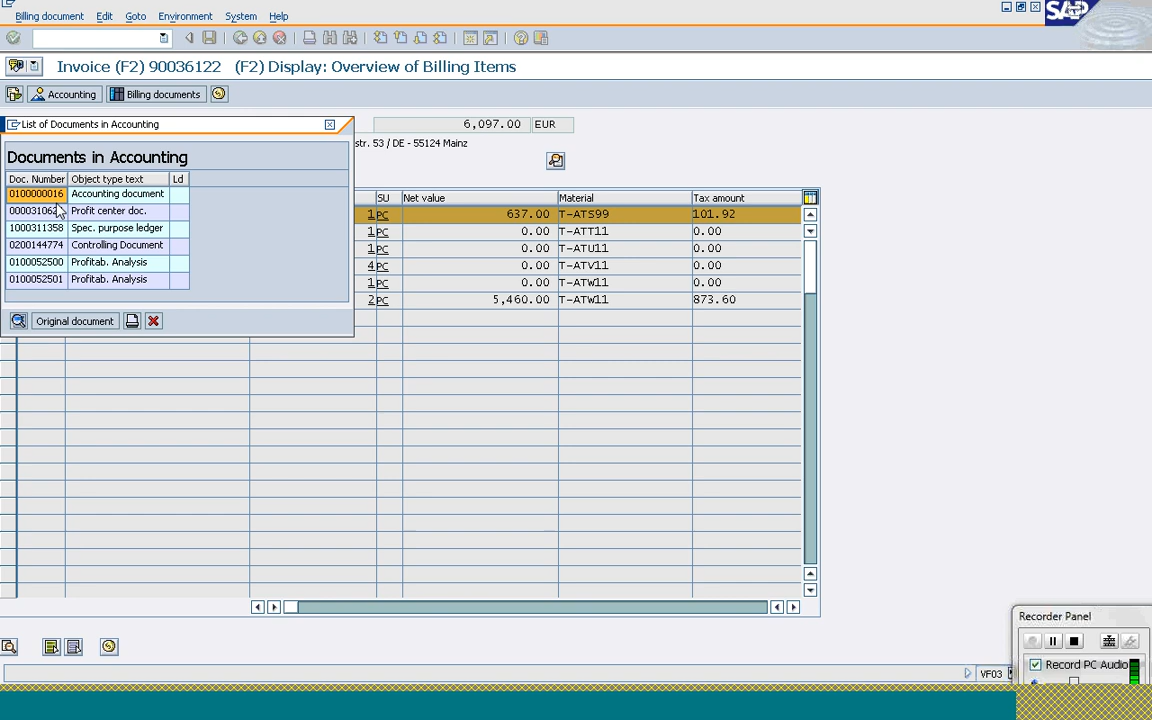 Billing document Edit Goto Environment System Help
SAP
Invoice (F2) 90036122 (F2) Display: Overview of Billing Items
Accounting Billing documents
List of Documents in Accounting
6,097.00 EUR
str. 53 / DE - 55124 Mainz
Documents in Accounting
Doc. Number Object type text Ld
0100000016 Accounting document
000031062 Profit center doc.
1000311358 Spec. purpose ledger
0200144774 Controlling Document
0100052500 Profitab. Analysis
0100052501 Profitab. Analysis
Original document
SU Net value Material Tax amount
1 PC 637.00 T-ATS99 101.92
1 PC 0.00 T-ATT11 0.00
1 PC 0.00 T-ATU11 0.00
4 PC 0.00 T-ATV11 0.00
1 PC 0.00 T-ATW11 0.00
2 PC 5,460.00 T-ATW11 873.60
Recorder Panel
Record PC Audio
VF03